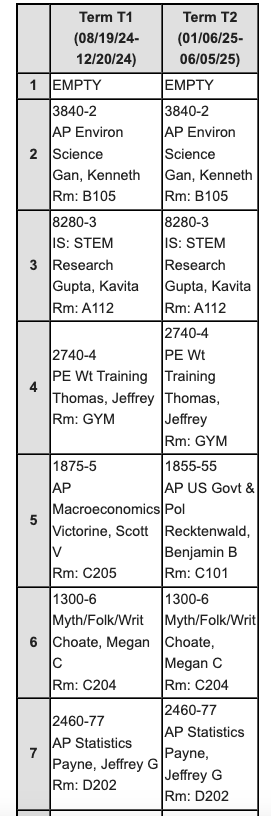 Term T1
(08/19/24-
12/20/24)
Term T2
(01/06/25-
06/05/25)
1
EMPTY
EMPTY
2
3840-2
AP Environ
Science
Gan, Kenneth
Rm: B105
3840-2
AP Environ
Science
Gan, Kenneth
Rm: B105
3
8280-3
IS: STEM
Research
Gupta, Kavita
Rm: A112
8280-3
IS: STEM
Research
Gupta, Kavita
Rm: A112
4
2740-4
PE Wt Training
Thomas, Jeffrey
Rm: GYM
2740-4
PE Wt
Training
Thomas,
Jeffrey
Rm: GYM
5
1875-5
AP
Macroeconomics
Victorine, Scott
V
Rm: C205
1855-55
AP US Govt &
Pol
Recktenwald,
Benjamin B
Rm: C101
6
1300-6
Myth/Folk/Writ
Choate, Megan
C
Rm: C204
1300-6
Myth/Folk/Writ
Choate,
Megan C
Rm: C204
7
2460-77
AP Statistics
Payne, Jeffrey G
Rm: D202
2460-77
AP Statistics
Payne,
Jeffrey G
Rm: D202